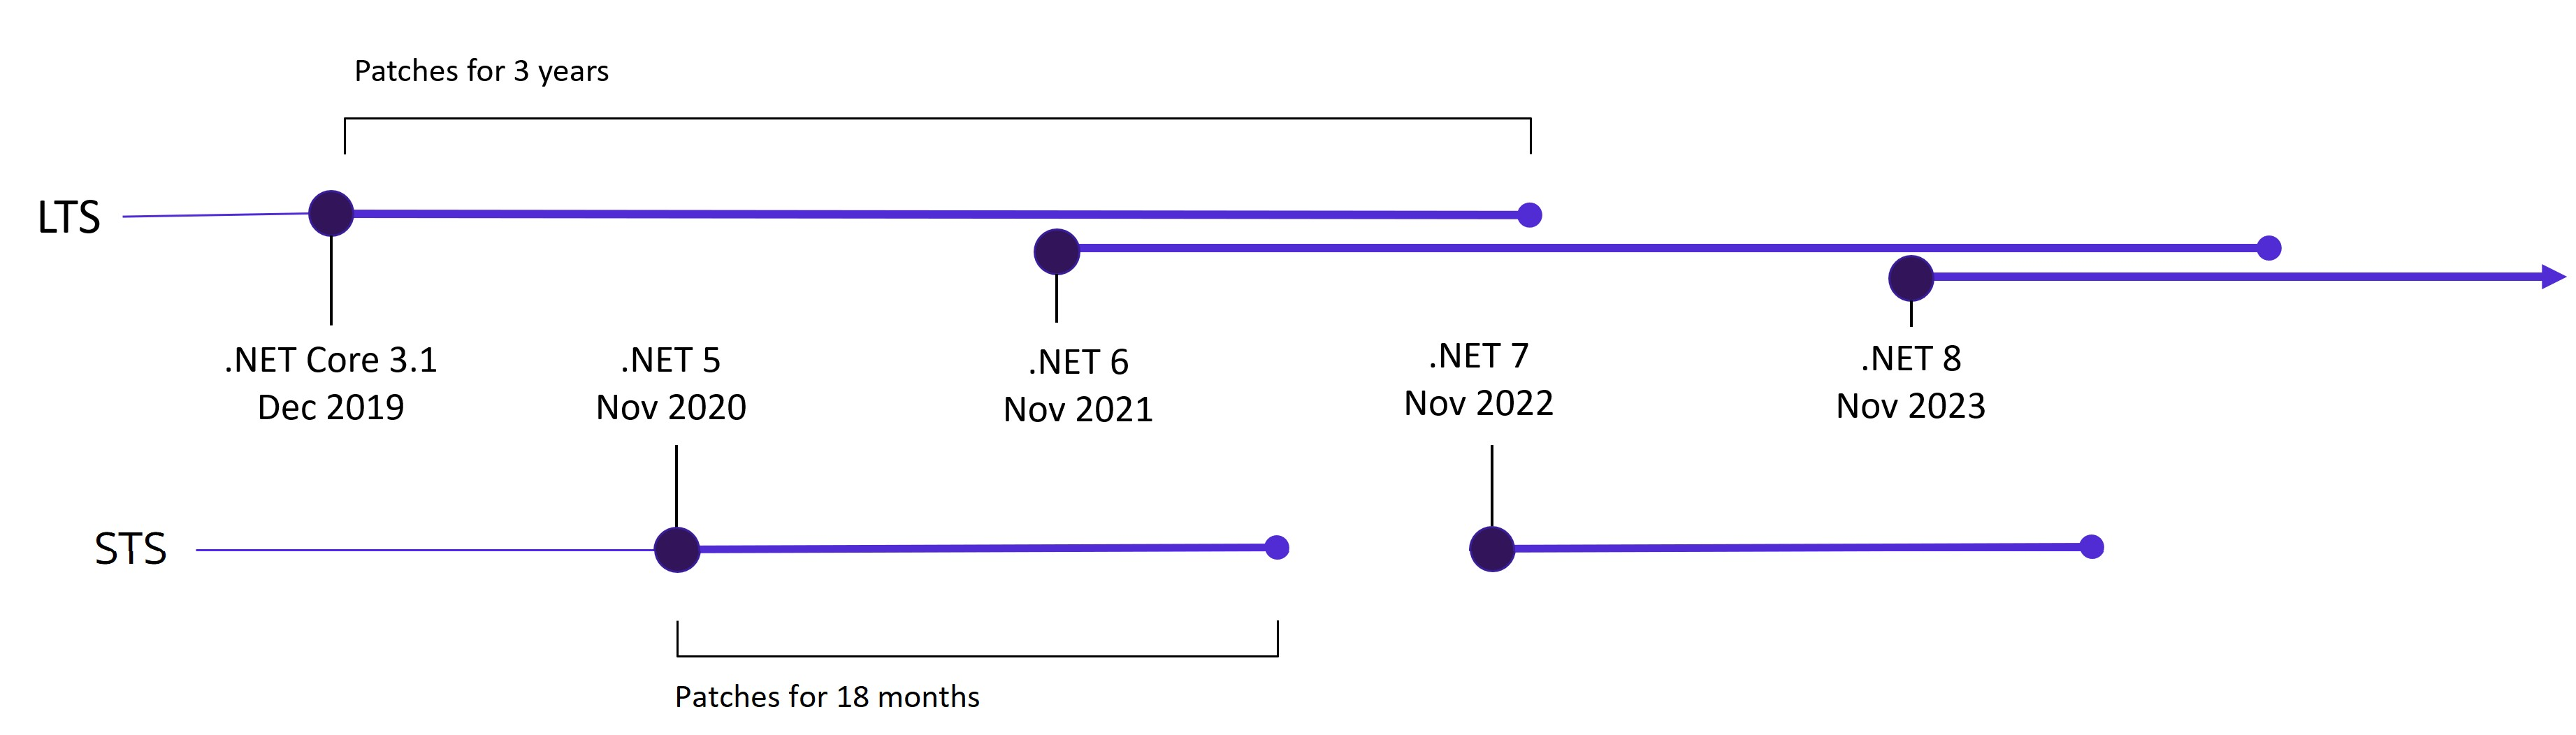 Patches for 3 years
LTS
.NET Core 3.1
Dec 2019
.NET 5
Nov 2020
.NET 6
Nov 2021
.NET 7
Nov 2022
.NET 8
Nov 2023
STS
Patches for 18 months